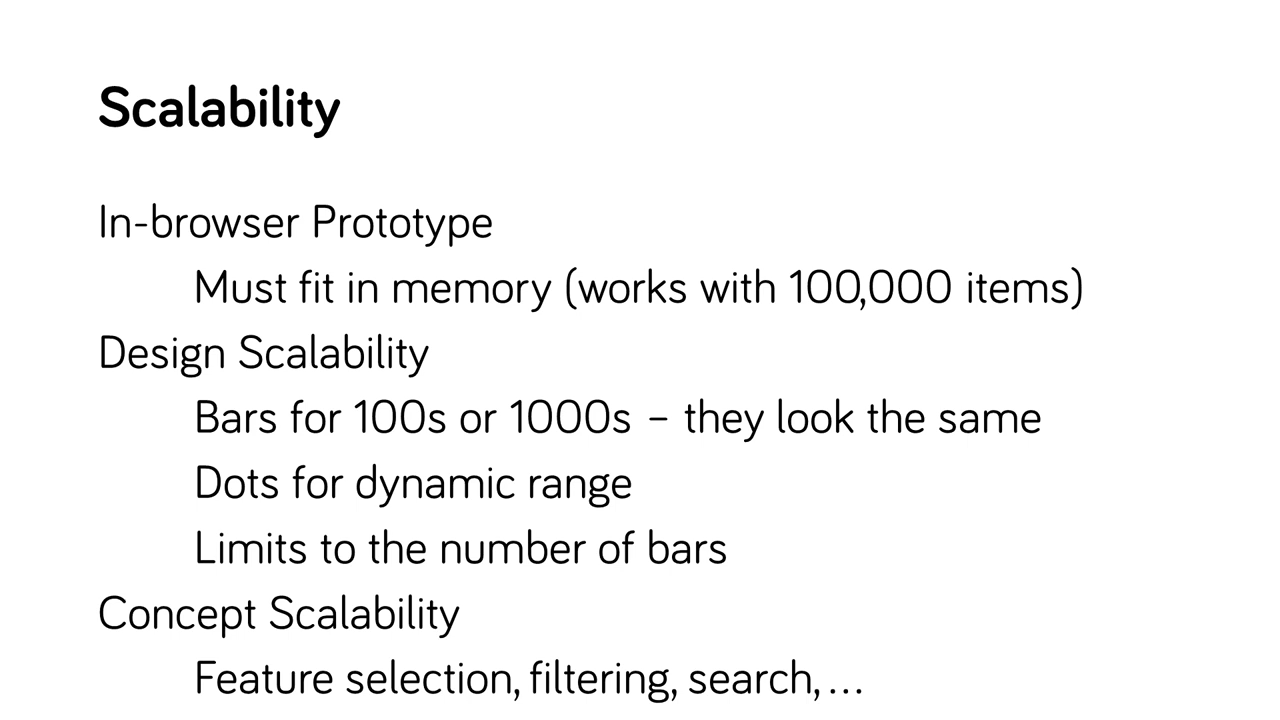 Scalability
In-browser Prototype
Must fit in memory (works with 100,000 items)
Design Scalability
Bars for 100s or 1000s – they look the same
Dots for dynamic range
Limits to the number of bars
Concept Scalability
Feature selection, filtering, search, ...